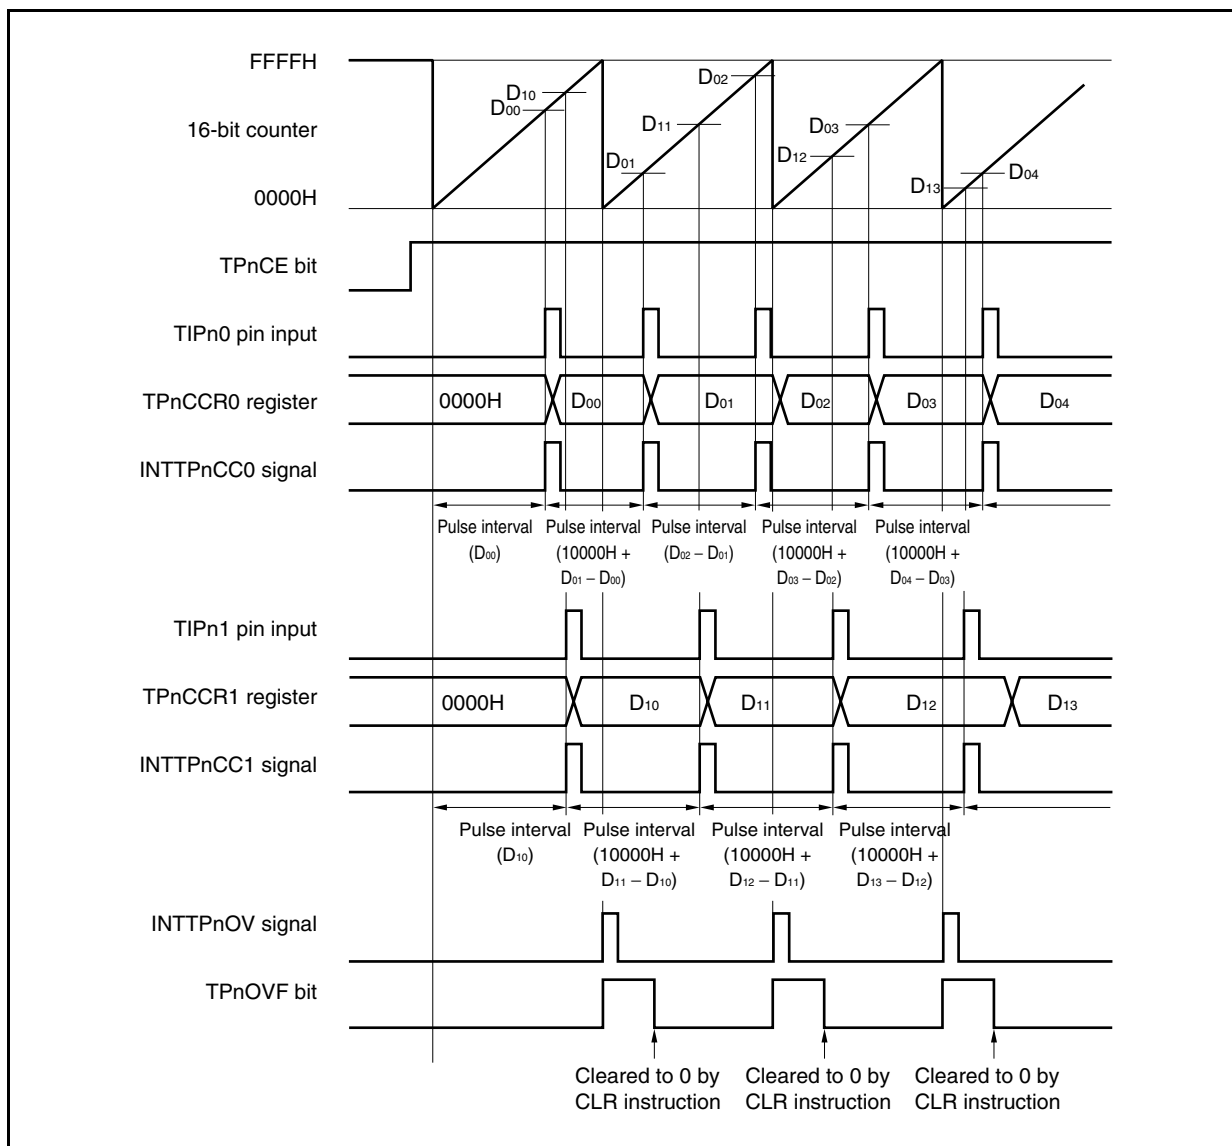 FFFFH
D10
D00
D02
16-bit counter
D11
D03
D12
D01
D13
D04
0000H
TPnCE bit
TIPn0 pin input
TPnCCR0 register
0000H
D00
D01
D02
D03
D04
INTTPnCC0 signal
Pulse interval
(D00)
Pulse interval
(10000H +
D01 – D00)
Pulse interval
(D02 – D01)
Pulse interval
(10000H +
D03 – D02)
Pulse interval
(10000H +
D04 – D03)
TIPn1 pin input
TPnCCR1 register
0000H
D10
D11
D12
D13
INTTPnCC1 signal
Pulse interval
(D10)
Pulse interval
(10000H +
D11 – D10)
Pulse interval
(10000H +
D12 – D11)
Pulse interval
(10000H +
D13 – D12)
INTTPnOV signal
TPnOVF bit
Cleared to 0 by
CLR instruction
Cleared to 0 by
CLR instruction
Cleared to 0 by
CLR instruction